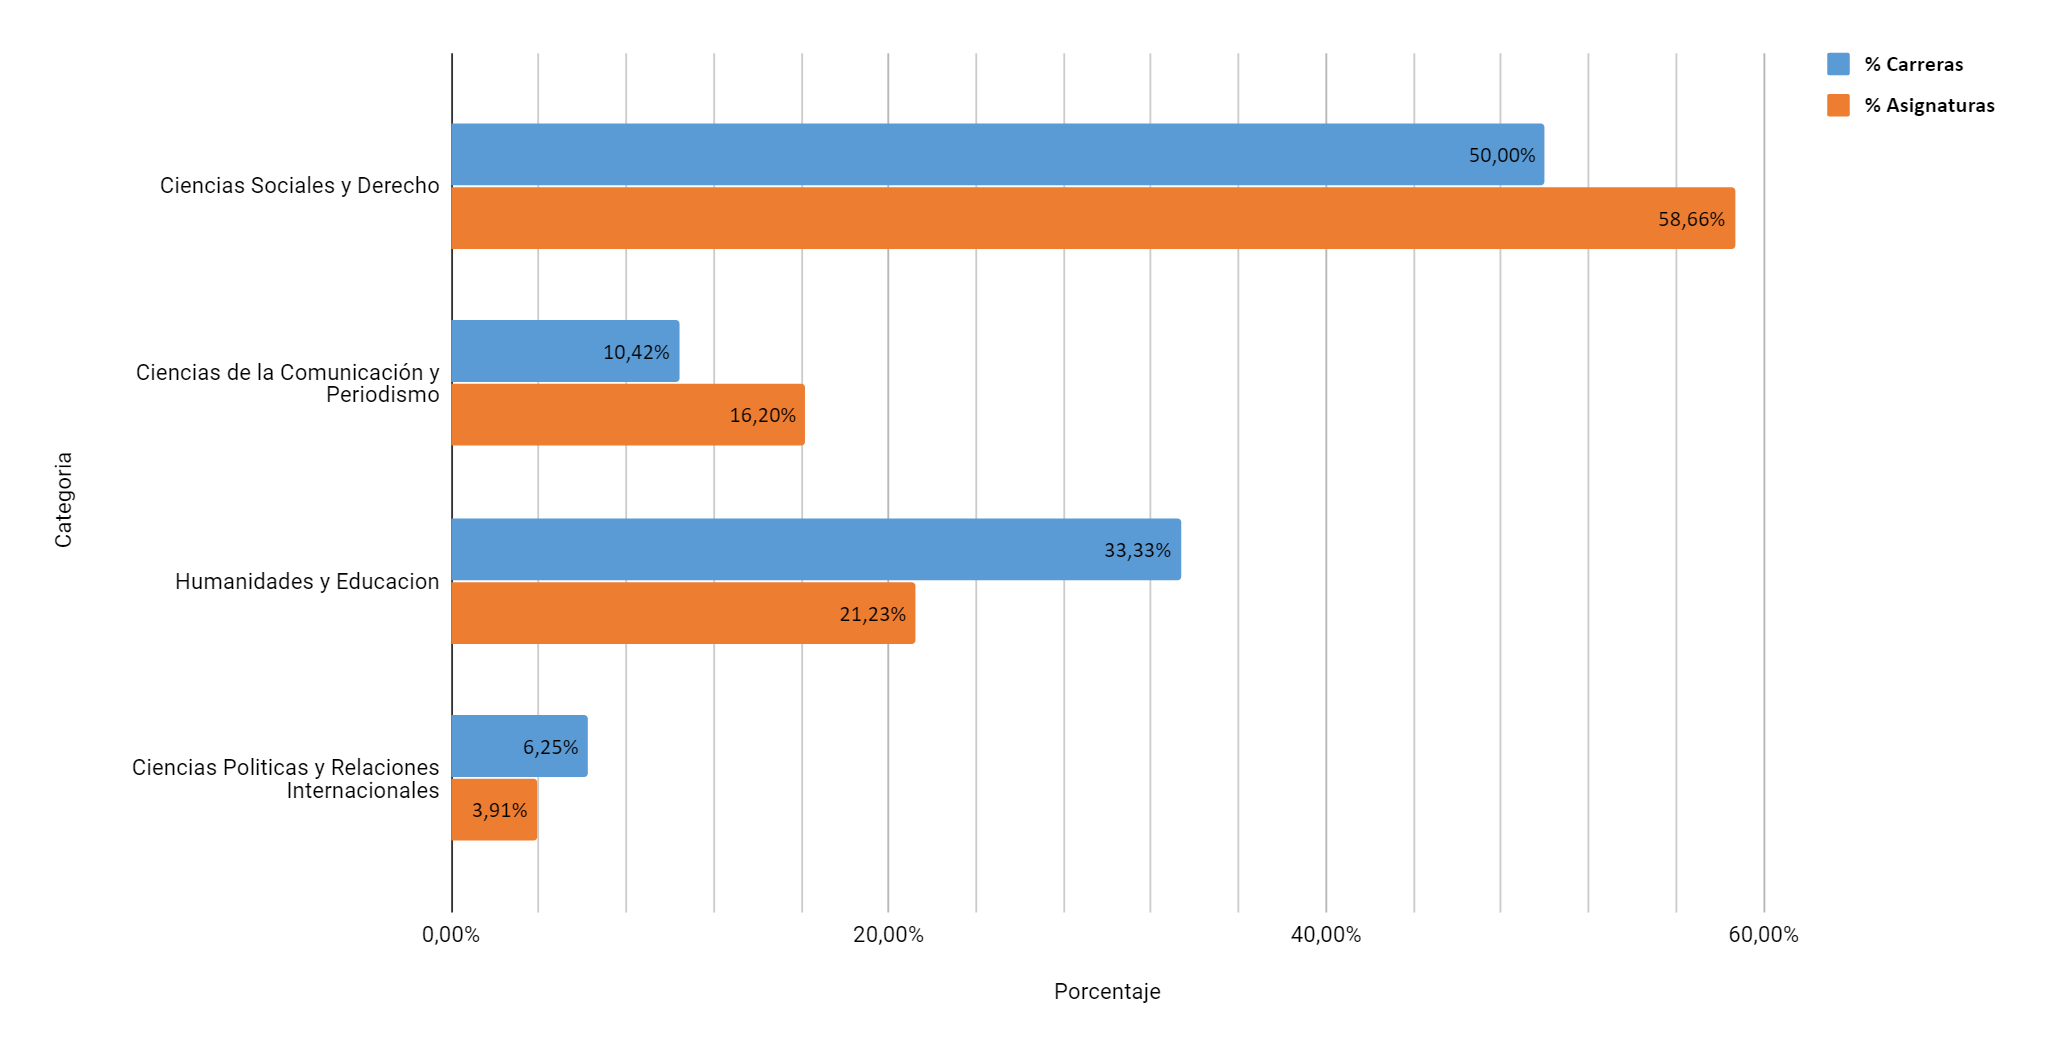 % Carreras
% Asignaturas
Ciencias Sociales y Derecho
50,00%
58,66%
Ciencias de la Comunicación y
Periodismo
10,42%
16,20%
Categoria
Humanidades y Educacion
33,33%
21,23%
Ciencias Politicas y Relaciones
Internacionales
6,25%
3,91%
0,00% 20,00% 40,00% 60,00%
Porcentaje